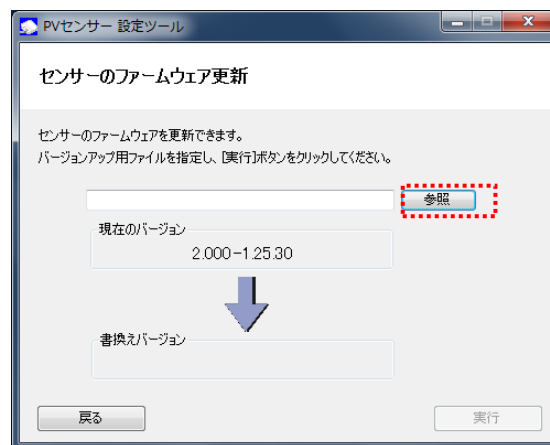 PVセンサー 設定ツール
センサーのファームウェア更新
センサーのファームウェアを更新できます。
バージョンアップ用ファイルを指定し、[実行]ボタンをクリックしてください。
参照
現在のバージョン
2.000-1.25.30
書換えバージョン
戻る
実行